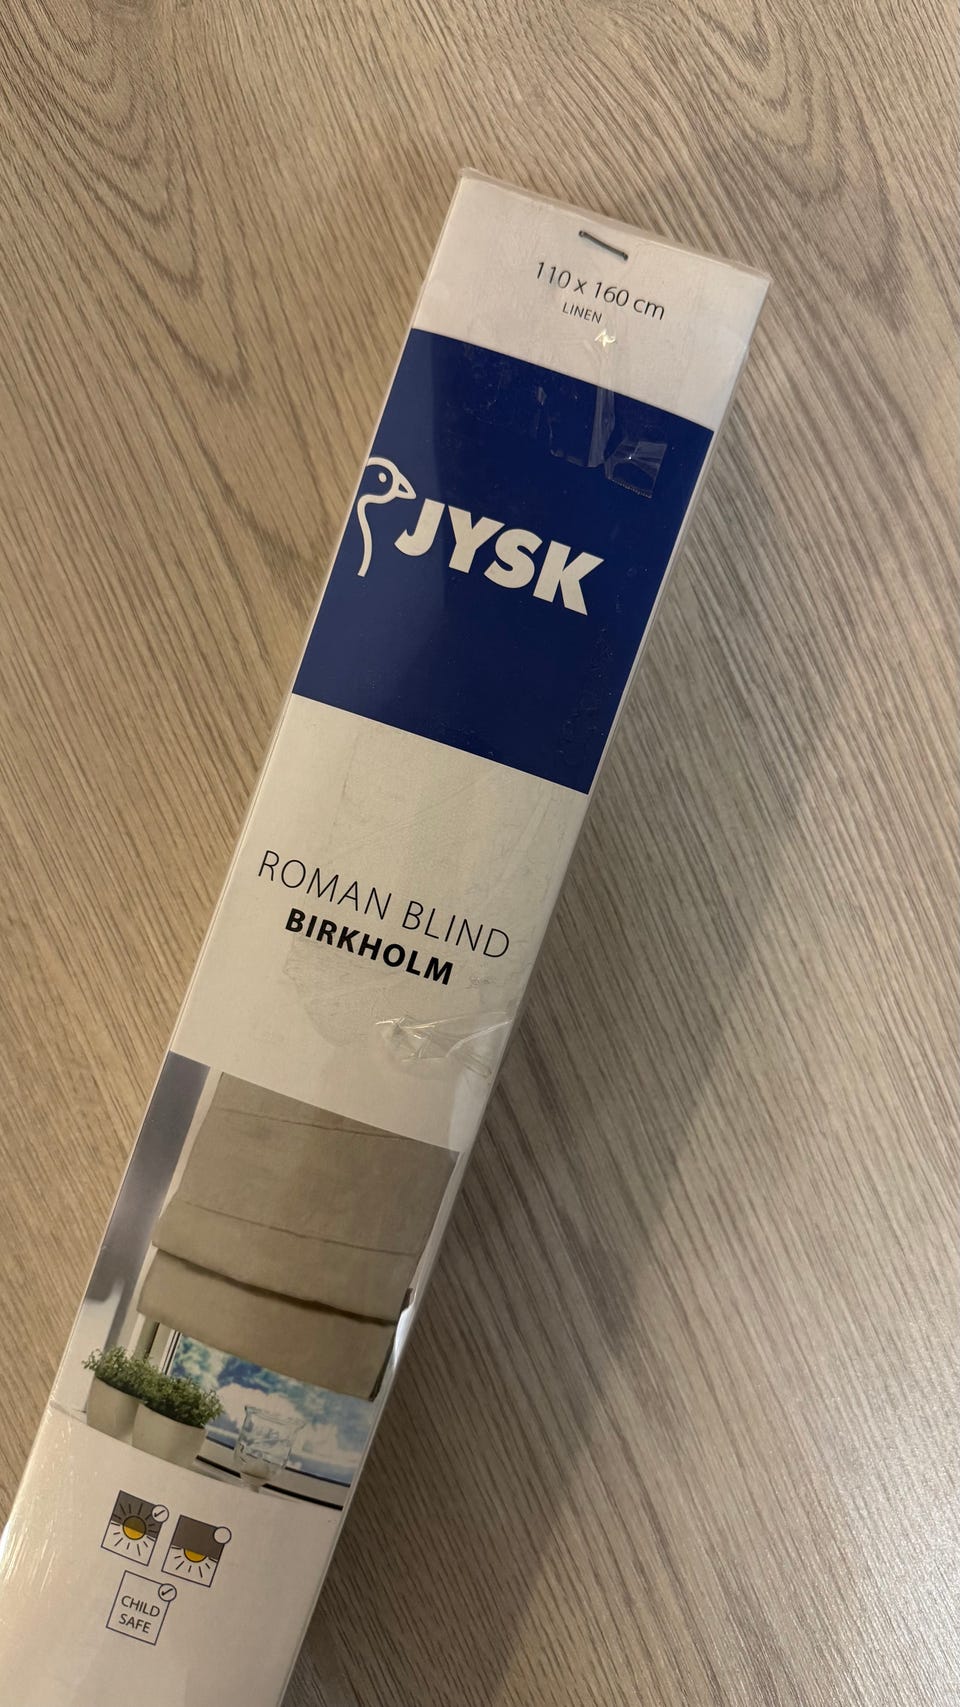 110 x 160 cm
LINEN
JYSK
ROMAN BLIND
BIRKHOLM
CHILD
SAFE